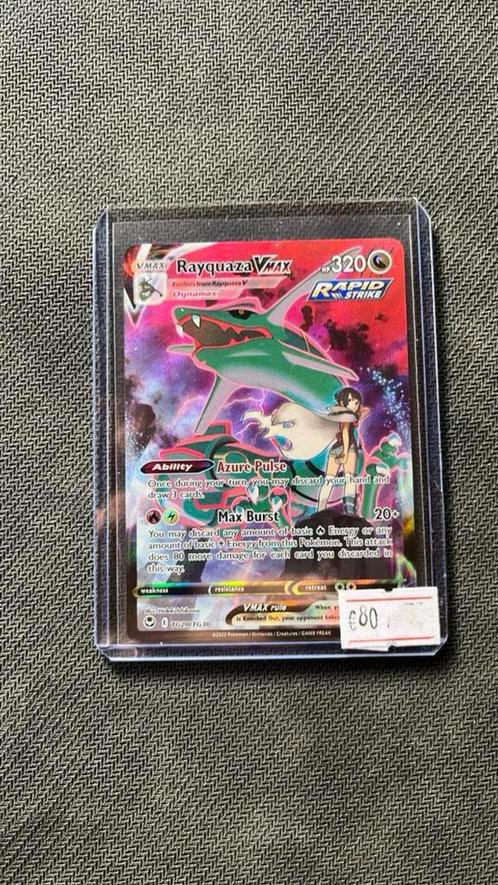 VMAX Rayquaza VMAX HP 320
Evolves from Rayquaza V
Dynamax
RAPID
STRIKE
Ability Azure Pulse
Once during your turn, you may discard your hand and
draw 3 cards.
Max Burst 20+
You may discard any amount of basic Energy or any
amount of basic Energy from this Pokémon. This attack
does 80 more damage for each card you discarded in
this way.
weakness resistance retreat
Illus.
VMAX rule When your
is Knocked Out, your opponent takes
TG20/TG30
©2022 Pokémon / Nintendo / Creatures / GAME FREAK
€80